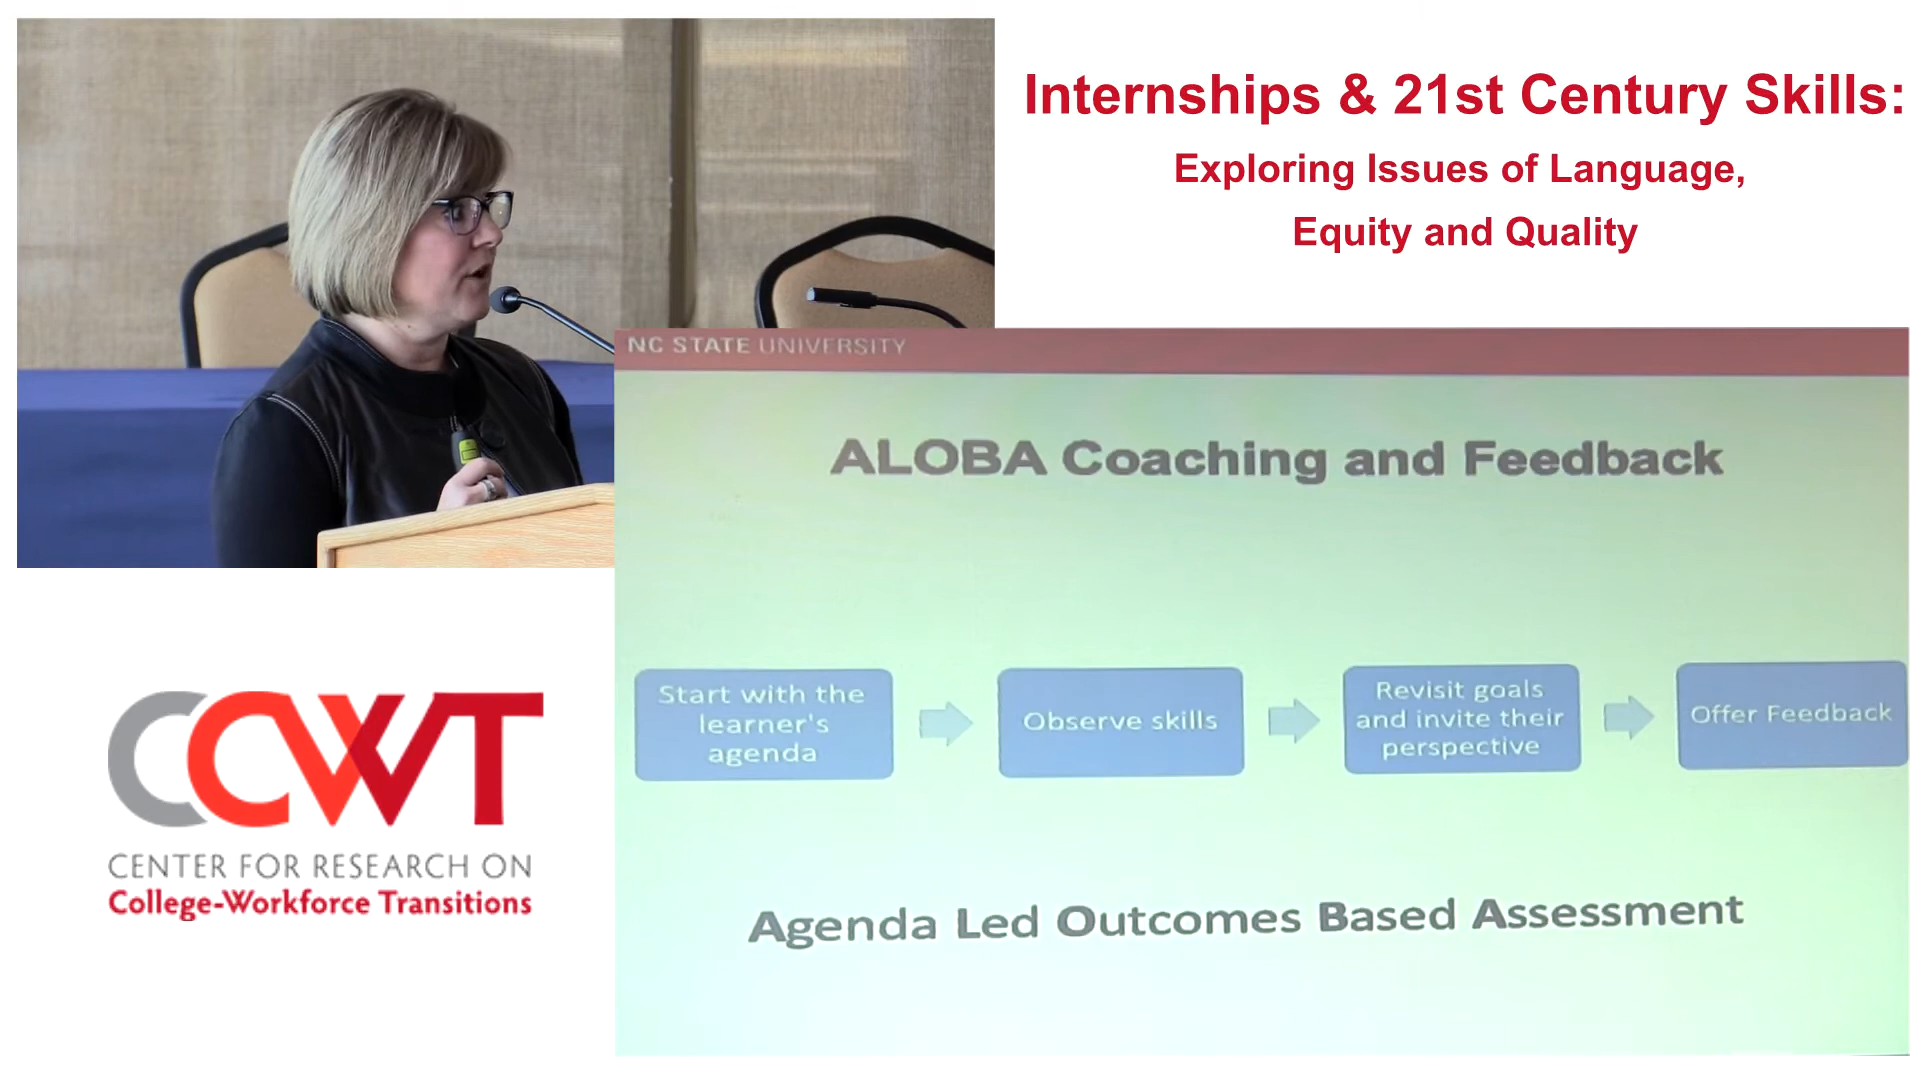 Internships & 21st Century Skills:
Exploring Issues of Language,
Equity and Quality
NC STATE UNIVERSITY
ALOBA Coaching and Feedback
Start with the
learner's
agenda
Observe skills
Revisit goals
and invite their
perspective
Offer Feedback
Agenda Led Outcomes Based Assessment
CCWT
CENTER FOR RESEARCH ON
College-Workforce Transitions